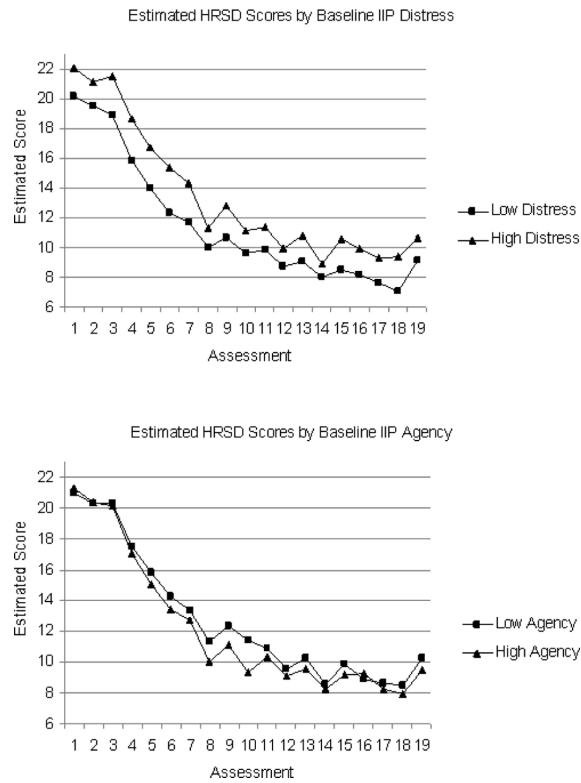 Estimated HRSD Scores by Baseline IIP Distress
22
20
18
16
14
12
10
8
6
Estimated Score
1 2 3 4 5 6 7 8 9 10 11 12 13 14 15 16 17 18 19
Assessment
Low Distress
High Distress
Estimated HRSD Scores by Baseline IIP Agency
22
20
18
16
14
12
10
8
6
Estimated Score
1 2 3 4 5 6 7 8 9 10 11 12 13 14 15 16 17 18 19
Assessment
Low Agency
High Agency